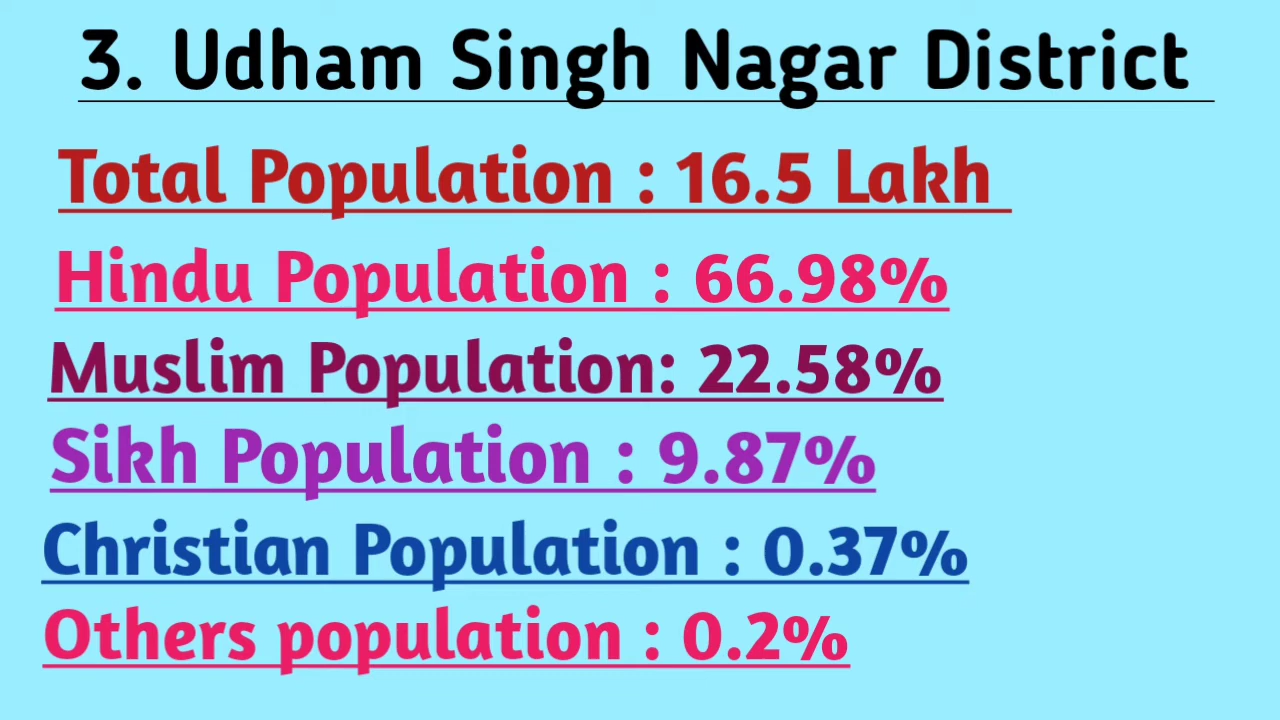 3. Udham Singh Nagar District
Total Population : 16.5 Lakh
Hindu Population : 66.98%
Muslim Population: 22.58%
Sikh Population : 9.87%
Christian Population : 0.37%
Others population : 0.2%